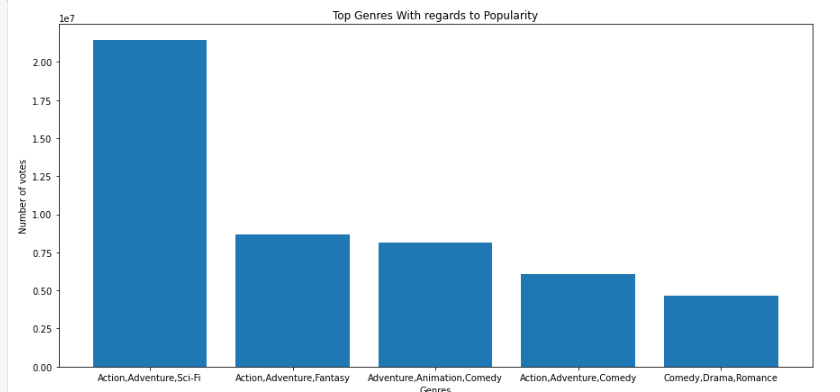 Top Genres With regards to Popularity
1e7
2.00
1.75
1.50
1.25
1.00
0.75
0.50
0.25
0.00
Number of votes
Action,Adventure,Sci-Fi
Action,Adventure,Fantasy
Adventure,Animation,Comedy
Action,Adventure,Comedy
Comedy,Drama,Romance
Genres